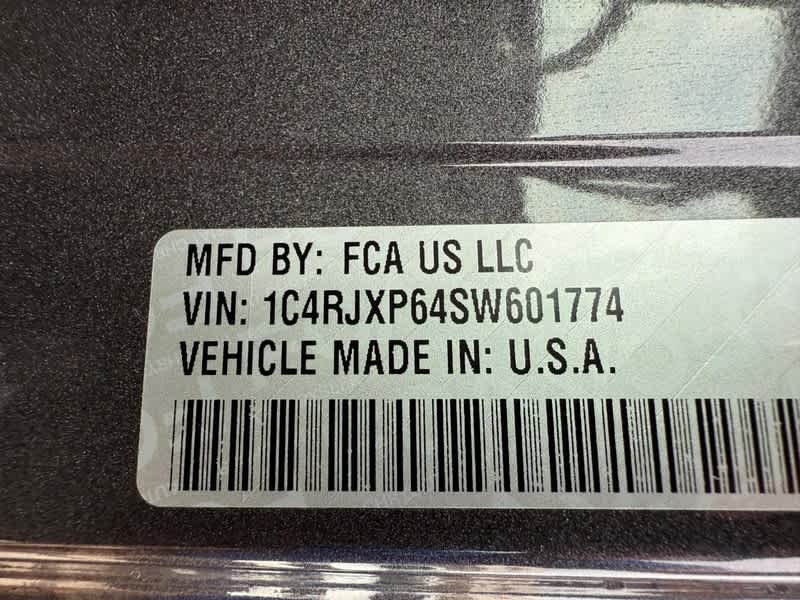 MFD BY: FCA US LLC
VIN: 1C4RJXP64SW601774
VEHICLE MADE IN: U.S.A.